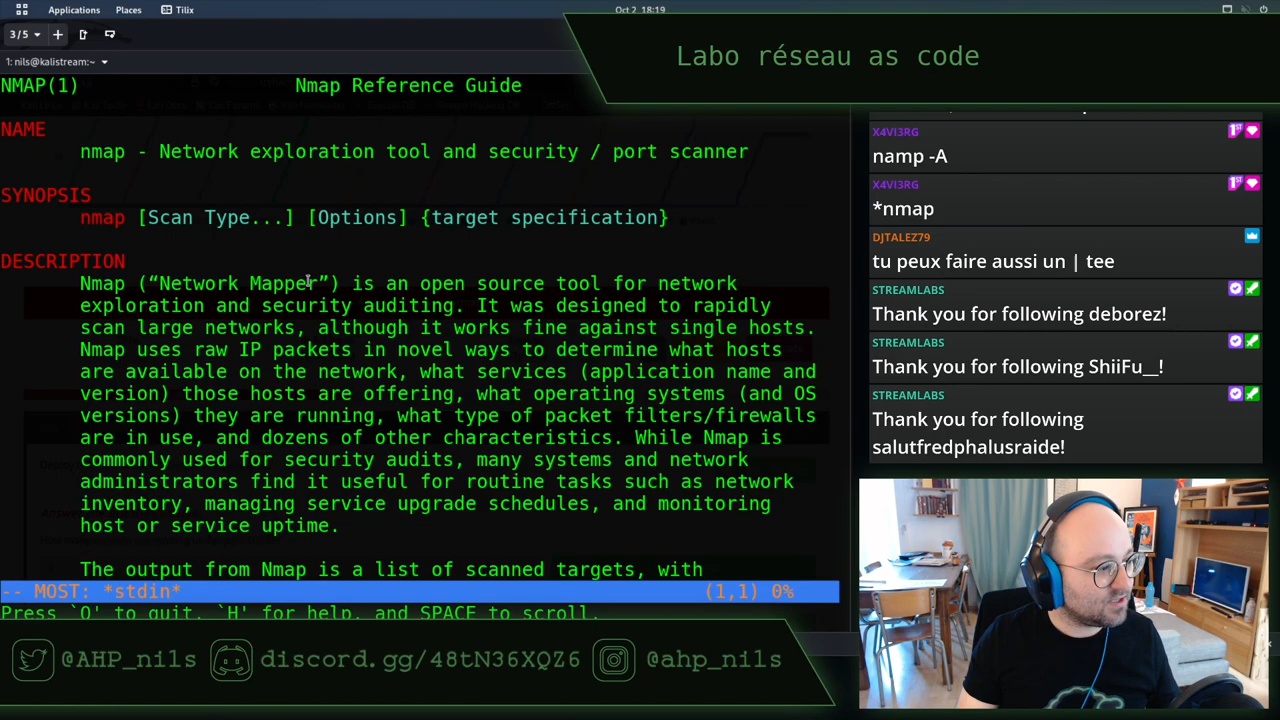 Applications Places Tilix
Oct 2 18:19
3/5
1: nils@kalistream:~
Labo réseau as code
NMAP(1) Nmap Reference Guide
NAME
nmap - Network exploration tool and security / port scanner
SYNOPSIS
nmap [Scan Type...] [Options] {target specification}
DESCRIPTION
Nmap (“Network Mapper”) is an open source tool for network
exploration and security auditing. It was designed to rapidly
scan large networks, although it works fine against single hosts.
Nmap uses raw IP packets in novel ways to determine what hosts
are available on the network, what services (application name and
version) those hosts are offering, what operating systems (and OS
versions) they are running, what type of packet filters/firewalls
are in use, and dozens of other characteristics. While Nmap is
commonly used for security audits, many systems and network
administrators find it useful for routine tasks such as network
inventory, managing service upgrade schedules, and monitoring
host or service uptime.
The output from Nmap is a list of scanned targets, with
-- MOST: *stdin* (1,1) 0%
Press `Q' to quit, `H' for help, and SPACE to scroll.
X4VI3RG
namp -A
X4VI3RG
*nmap
DJTALEZ79
tu peux faire aussi un | tee
STREAMLABS
Thank you for following deborez!
STREAMLABS
Thank you for following ShiiFu__!
STREAMLABS
Thank you for following
salutfredphalusraide!
@AHP_nils discord.gg/48tN36XQZ6 @ahp_nils